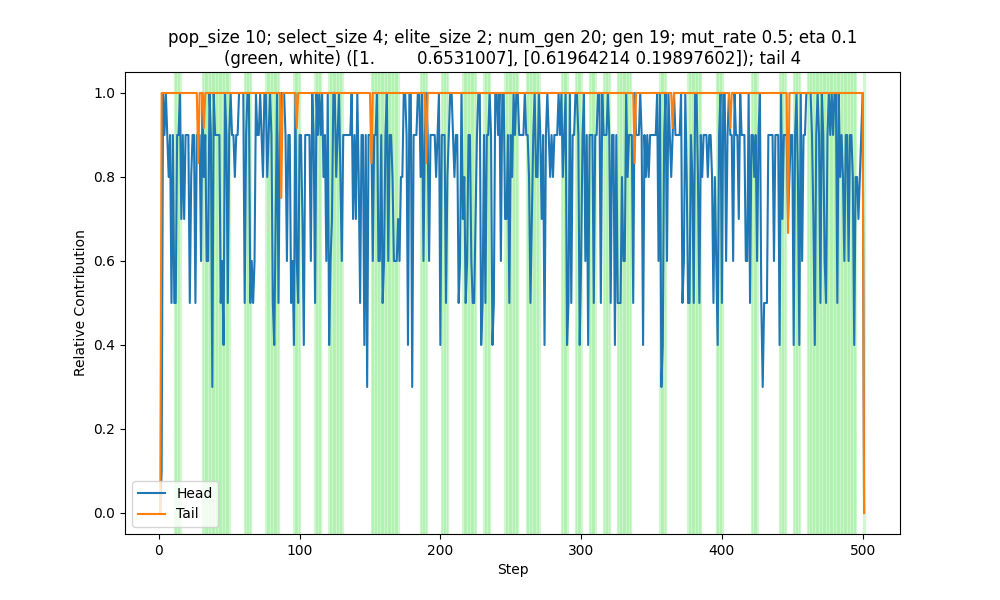 pop_size 10; select_size 4; elite_size 2; num_gen 20; gen 19; mut_rate 0.5; eta 0.1
(green, white) ([1.        0.6531007], [0.61964214 0.19897602]); tail 4
1.0
0.8
0.6
0.4
0.2
0.0
Relative Contribution
Head
Tail
0
100
200
300
400
500
Step